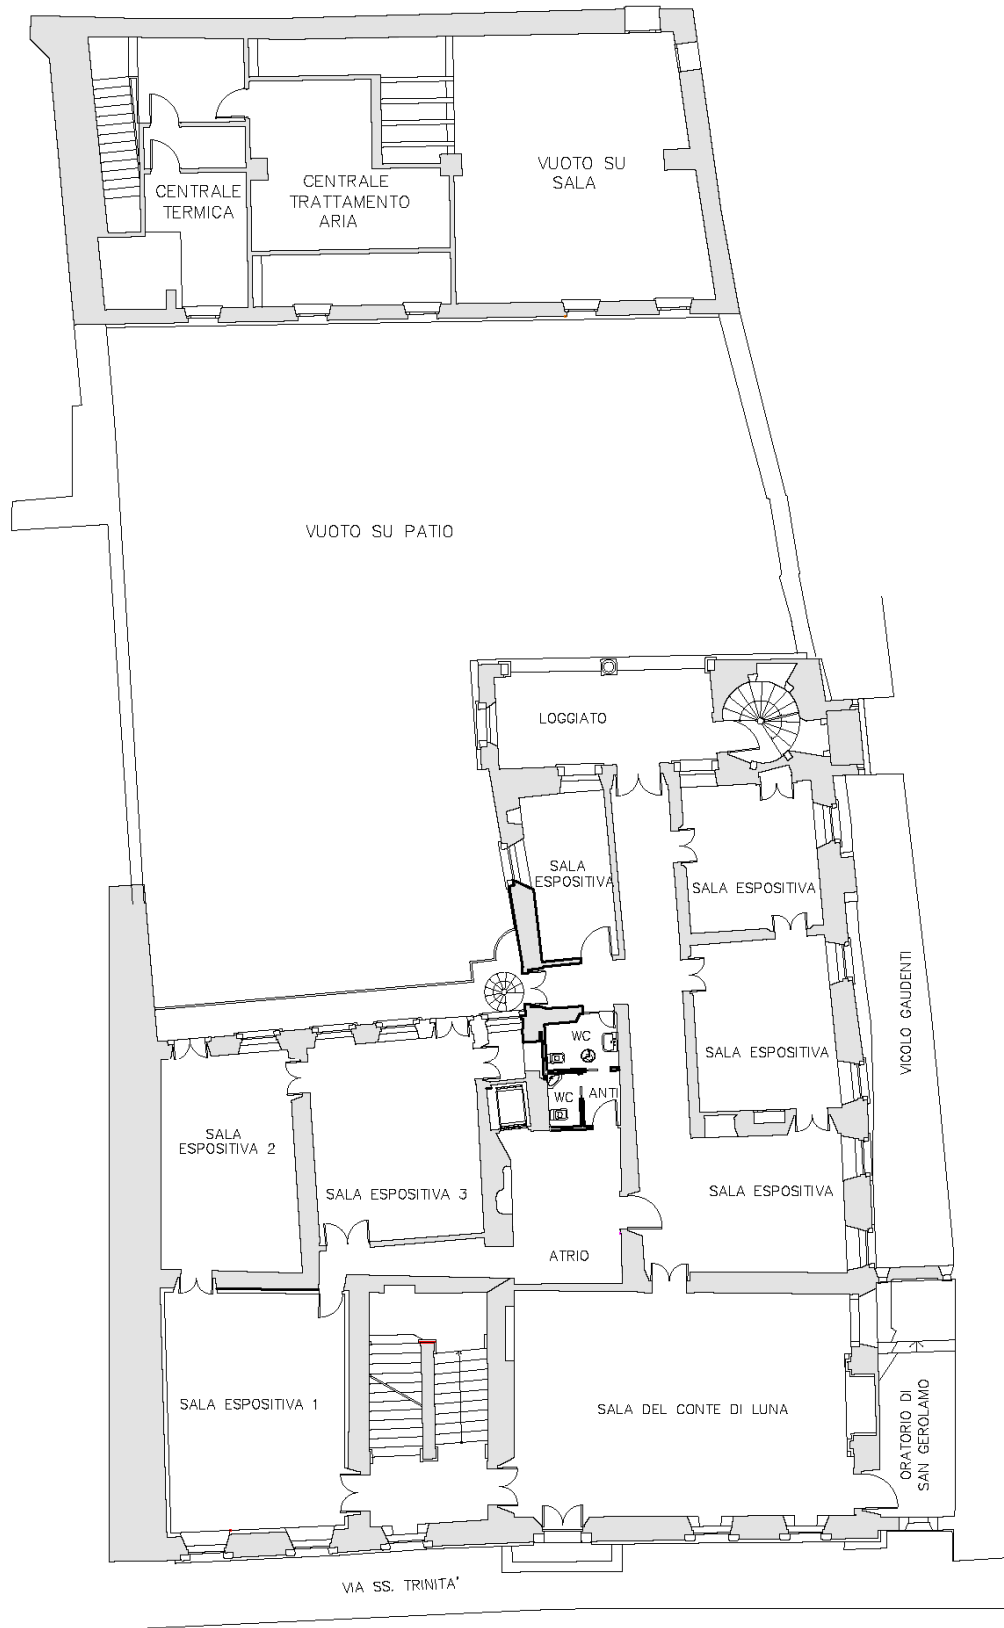 VUOTO SU
SALA
CENTRALE
TRATTAMENTO
ARIA
CENTRALE
TERMICA
VUOTO SU PATIO
LOGGIATO
SALA
ESPOSITIVA
SALA ESPOSITIVA
VICOLO GAUDENTI
WC
SALA ESPOSITIVA
WC
ANTI
SALA
ESPOSITIVA 2
SALA ESPOSITIVA 3
SALA ESPOSITIVA
ATRIO
SALA ESPOSITIVA 1
SALA DEL CONTE DI LUNA
ORATORIO DI
SAN GEROLAMO
VIA SS. TRINITA'